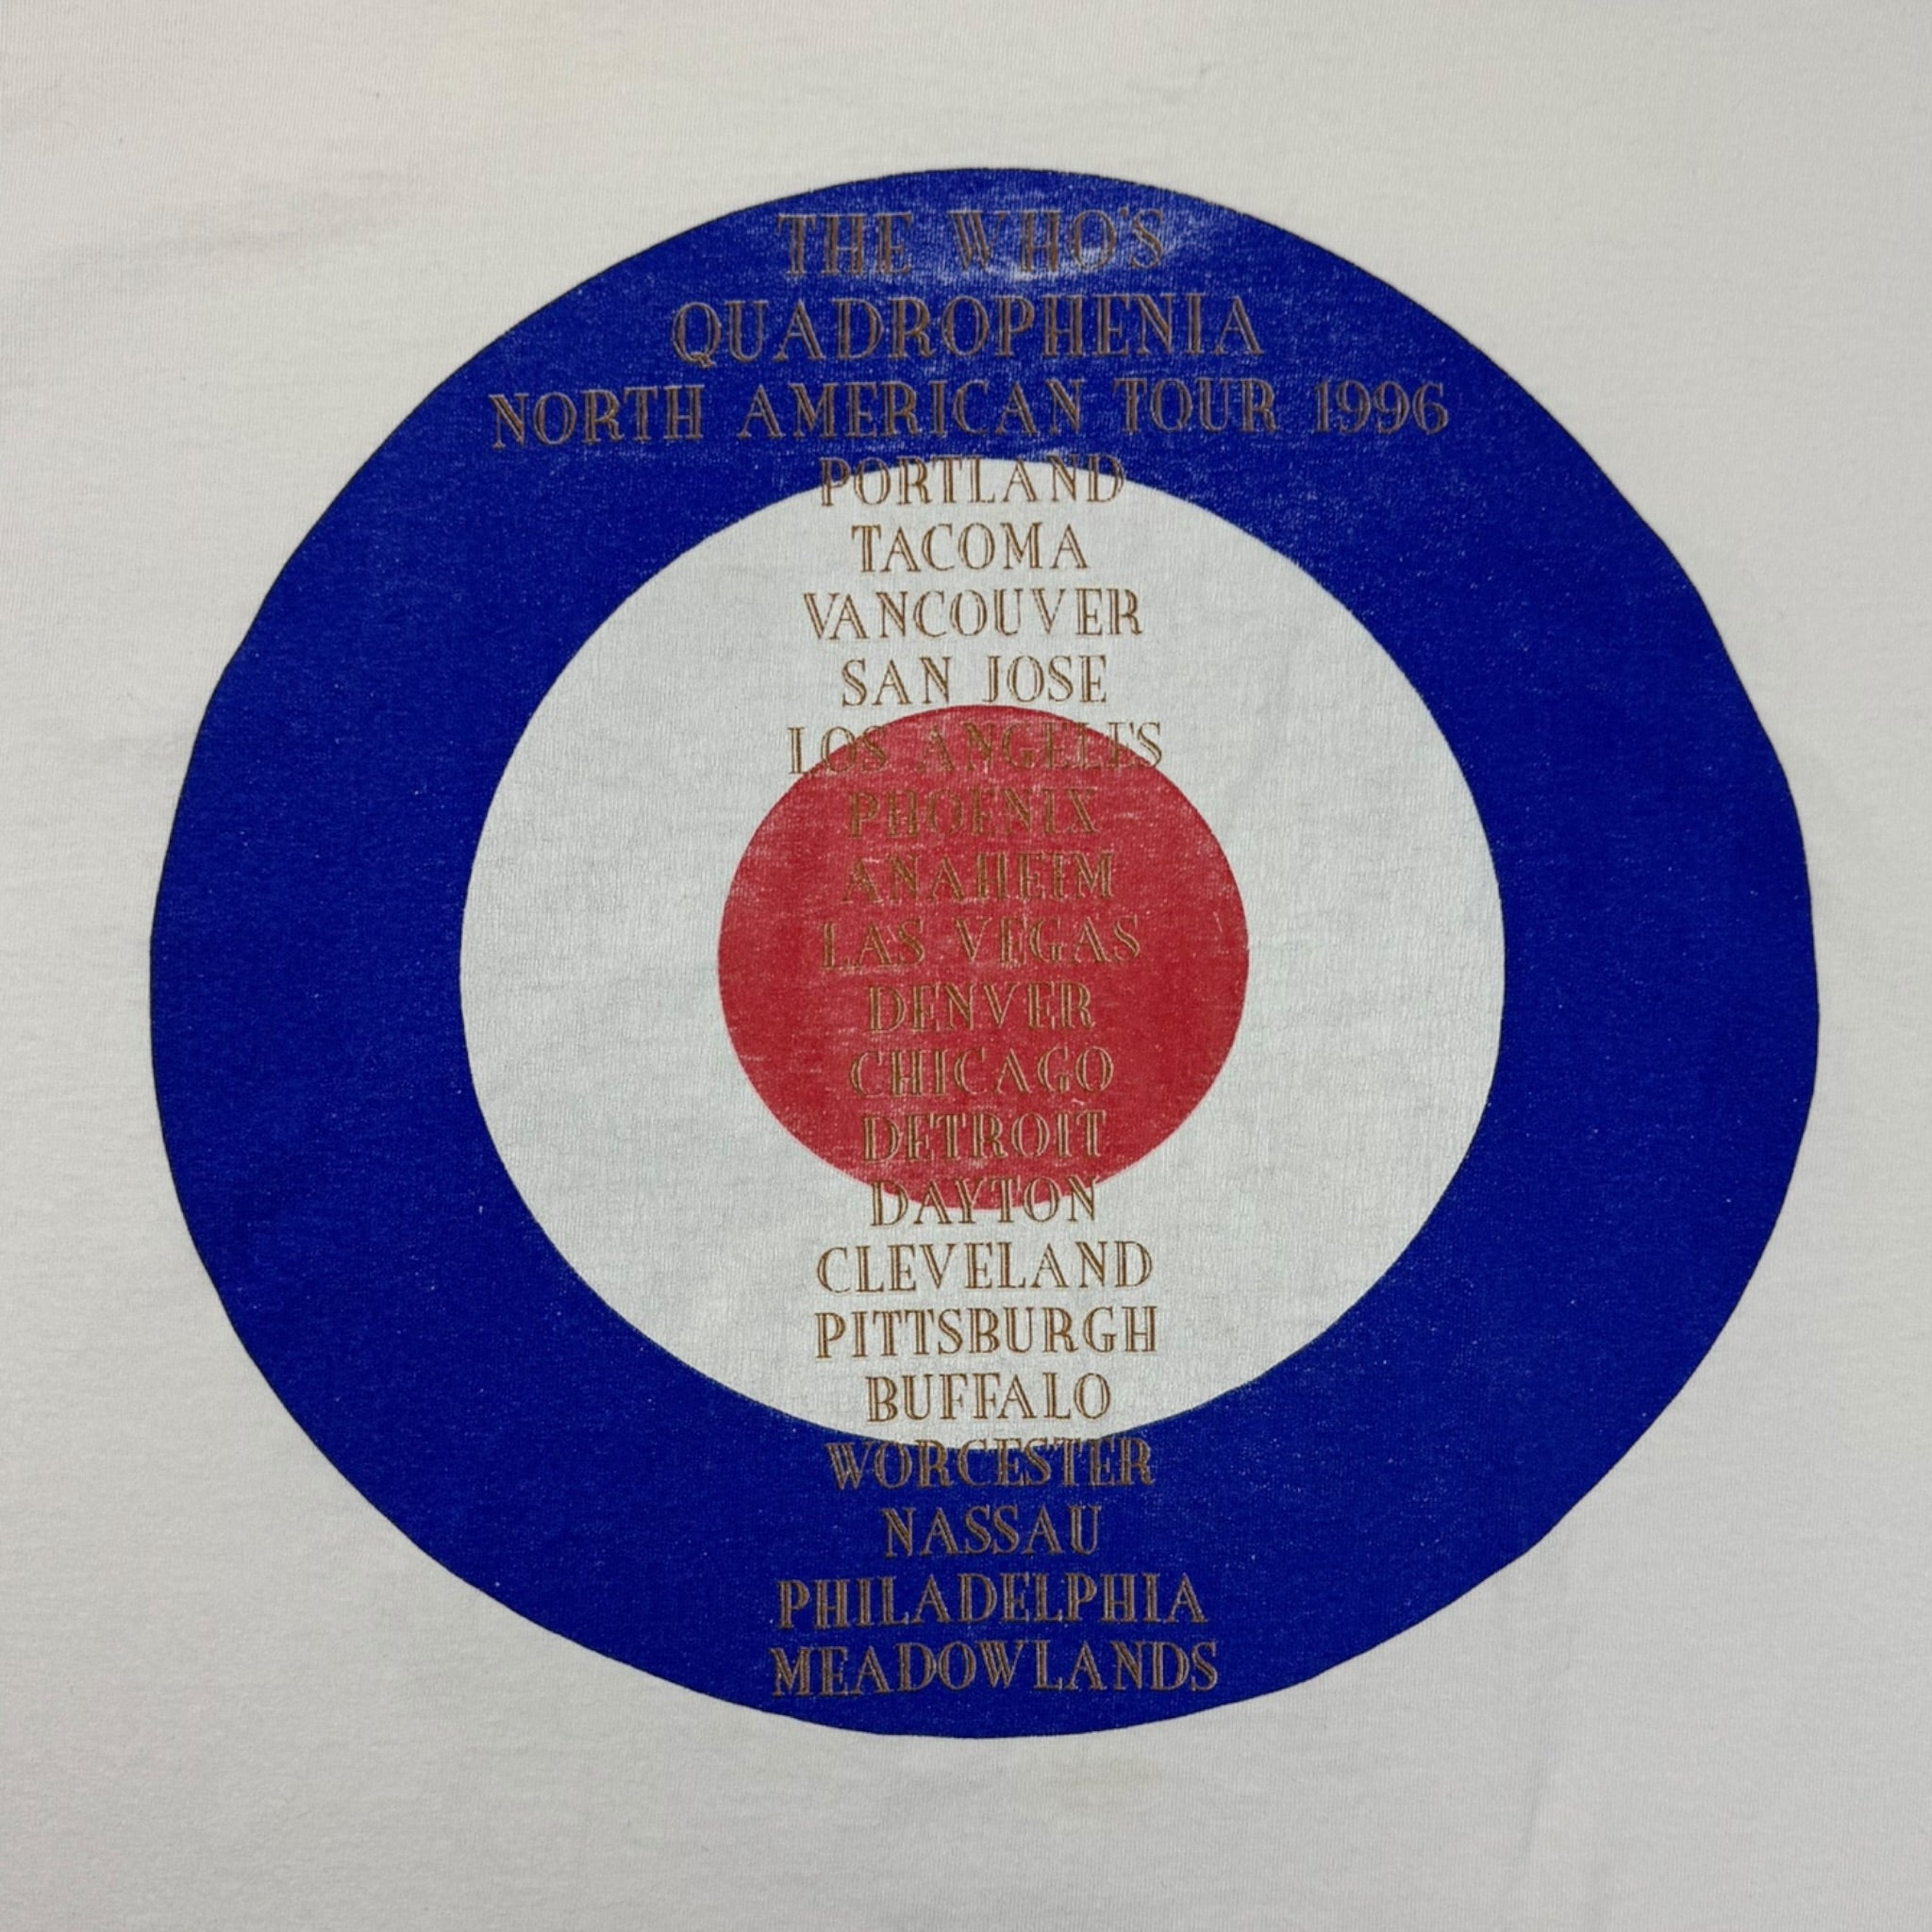 THE WHO'S
QUADROPHENIA
NORTH AMERICAN TOUR 1996
PORTLAND
TACOMA
VANCOUVER
SAN JOSE
LOS ANGELES
PHOENIX
ANAHEIM
LAS VEGAS
DENVER
CHICAGO
DETROIT
DAYTON
CLEVELAND
PITTSBURGH
BUFFALO
WORCESTER
NASSAU
PHILADELPHIA
MEADOWLANDS